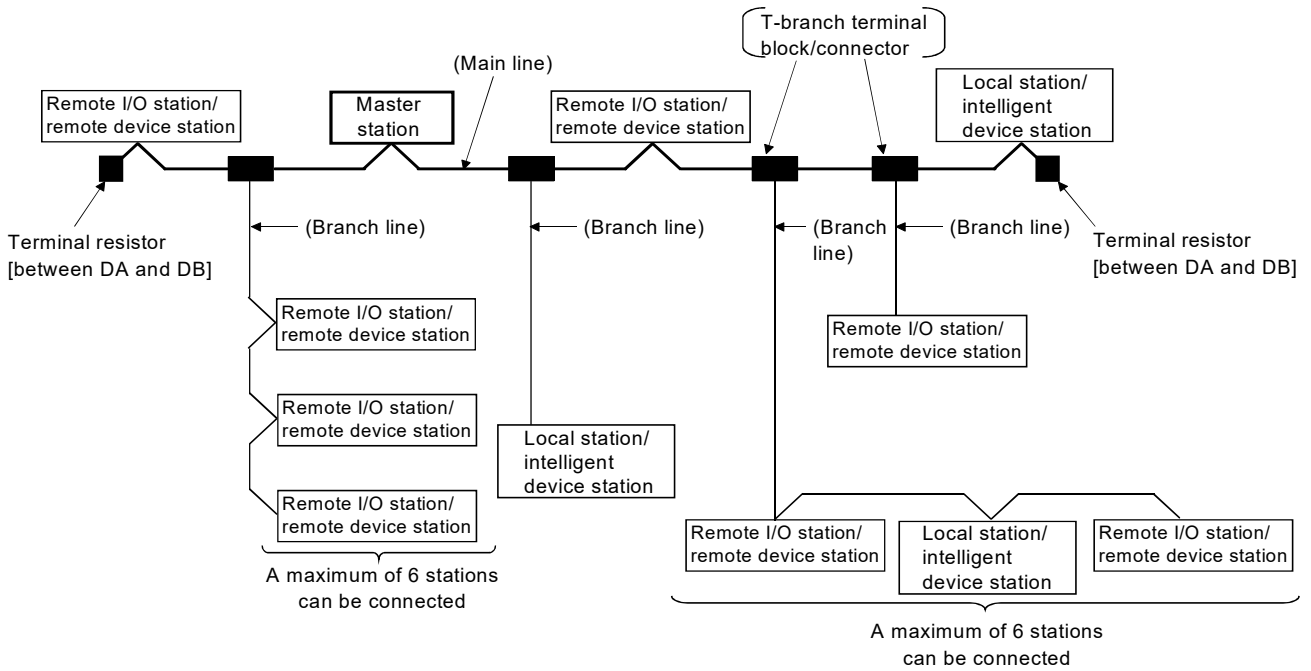 T-branch terminal
block/connector
(Main line)
Local station/
intelligent
device station
Remote I/O station/
remote device station
Master
station
Remote I/O station/
remote device station
Terminal resistor
[between DA and DB]
(Branch line)
(Branch line)
(Branch
line)
(Branch line)
Terminal resistor
[between DA and DB]
Remote I/O station/
remote device station
Remote I/O station/
remote device station
Remote I/O station/
remote device station
Local station/
intelligent
device station
Remote I/O station/
remote device station
Remote I/O station/
remote device station
Local station/
intelligent
device station
Remote I/O station/
remote device station
A maximum of 6 stations
can be connected
A maximum of 6 stations
can be connected